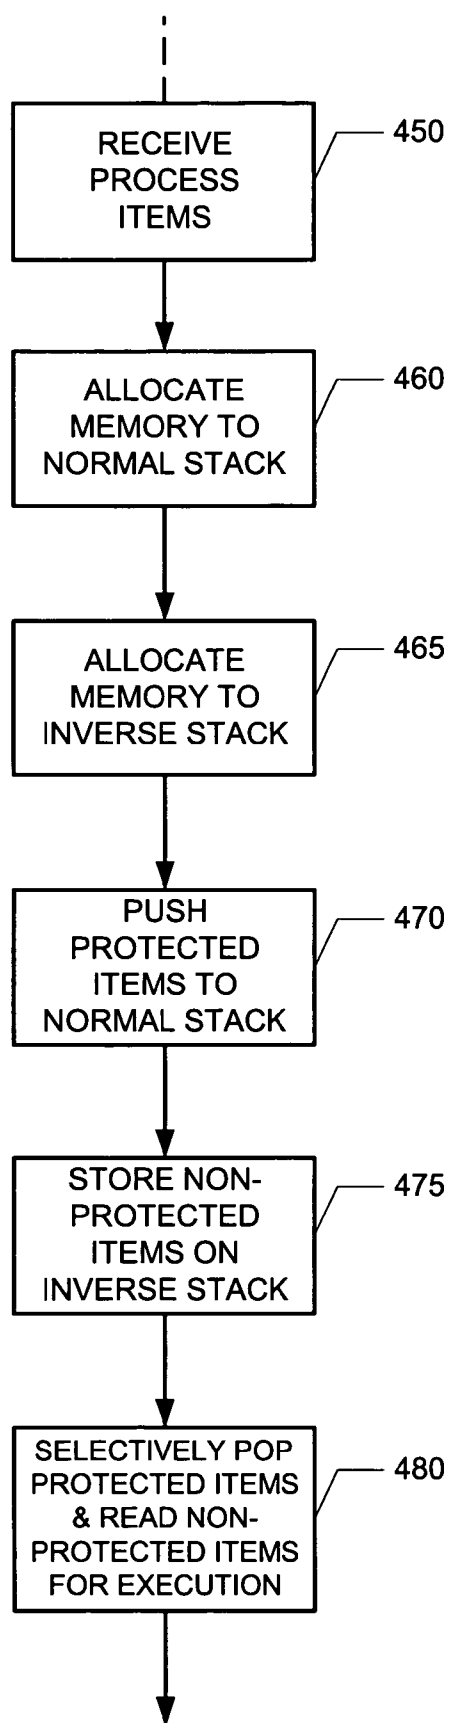 RECEIVE
PROCESS
ITEMS
450
ALLOCATE
MEMORY TO
NORMAL STACK
460
ALLOCATE
MEMORY TO
INVERSE STACK
465
PUSH
PROTECTED
ITEMS TO
NORMAL STACK
470
STORE NON-
PROTECTED
ITEMS ON
INVERSE STACK
475
SELECTIVELY POP
PROTECTED ITEMS
& READ NON-
PROTECTED ITEMS
FOR EXECUTION
480